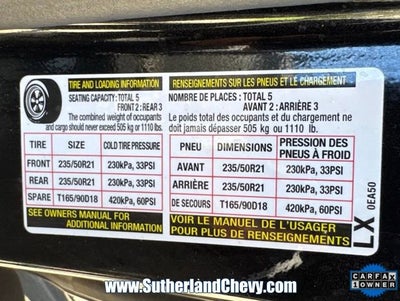 TIRE AND LOADING INFORMATION
SEATING CAPACITY: TOTAL 5
FRONT 2 : REAR 3
The combined weight of occupants
and cargo should never exceed 505 kg or 1110 lbs.
TIRE SIZE COLD TIRE PRESSURE
FRONT 235/50R21 230kPa, 33PSI
REAR 235/50R21 230kPa, 33PSI
SPARE T165/90D18 420kPa, 60PSI
SEE OWNERS MANUAL FOR
ADDITIONAL INFORMATION
RENSEIGNEMENTS SUR LES PNEUS ET LE CHARGEMENT
NOMBRE DE PLACES : TOTAL 5
AVANT 2 : ARRIÈRE 3
Le poids total des occupants et du chargement ne
doit jamais dépasser 505 kg ou 1110 lb.
PNEU DIMENSIONS PRESSION DES
PNEUS À FROID
AVANT 235/50R21 230kPa, 33PSI
ARRIÈRE 235/50R21 230kPa, 33PSI
DE SECOURS T165/90D18 420kPa, 60PSI
VOIR LE MANUEL DE L'USAGER
POUR PLUS DE RENSEIGNEMENTS
LX 0EA50
www.SutherlandChevy.com
CARFAX
1 OWNER